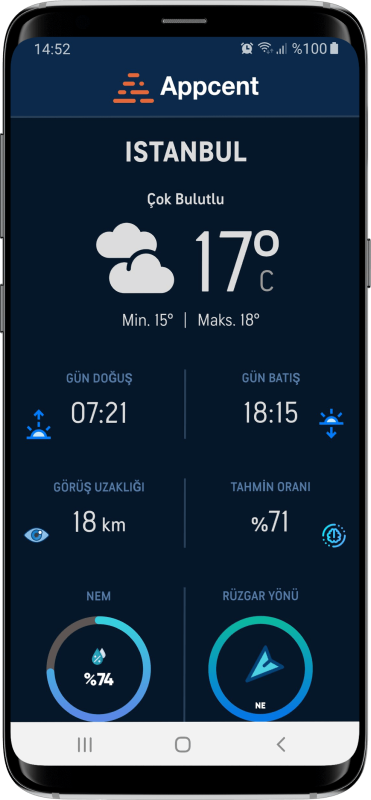 14:52 %100
Appcent
ISTANBUL
Çok Bulutlu
17°C
Min. 15° | Maks. 18°
GÜN DOĞUŞ GÜN BATIŞ
07:21 18:15
GÖRÜŞ UZAKLIĞI TAHMİN ORANI
18 km %71
NEM RÜZGAR YÖNÜ
%74
NE